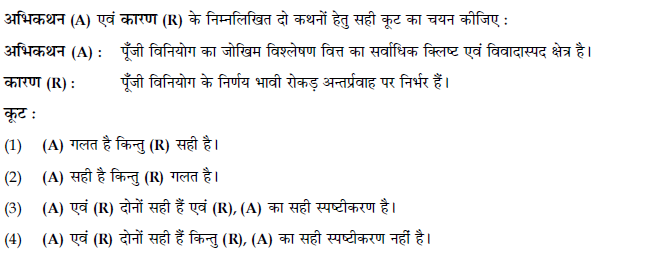 अभिकथन (A) एवं कारण (R) के निम्नलिखित दो कथनों हेतु सही कूट का चयन कीजिए :
अभिकथन (A) : पूँजी विनियोग का जोखिम विश्लेषण वित्त का सर्वाधिक क्लिष्ट एवं विवादास्पद क्षेत्र है।
कारण (R) : पूँजी विनियोग के निर्णय भावी रोकड़ अन्तर्प्रवाह पर निर्भर हैं।
कूट :
(1) (A) गलत है किन्तु (R) सही है।
(2) (A) सही है किन्तु (R) गलत है।
(3) (A) एवं (R) दोनों सही हैं एवं (R), (A) का सही स्पष्टीकरण है।
(4) (A) एवं (R) दोनों सही हैं किन्तु (R), (A) का सही स्पष्टीकरण नहीं है।